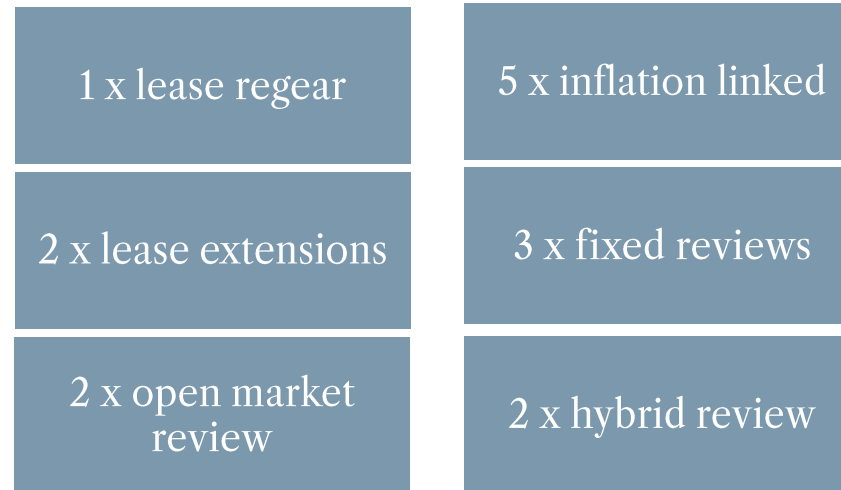 1 x lease regear
2 x lease extensions
2 x open market
review
5 x inflation linked
3 x fixed reviews
2 x hybrid review